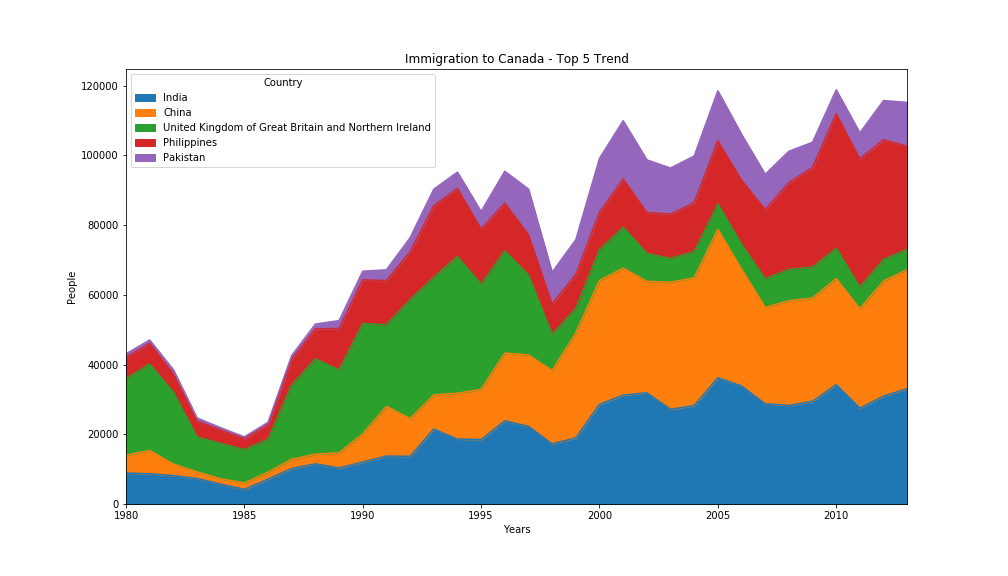 Immigration to Canada - Top 5 Trend
Country
India
China
United Kingdom of Great Britain and Northern Ireland
Philippines
Pakistan
120000
100000
80000
60000
40000
20000
0
People
1980
1985
1990
1995
2000
2005
2010
Years